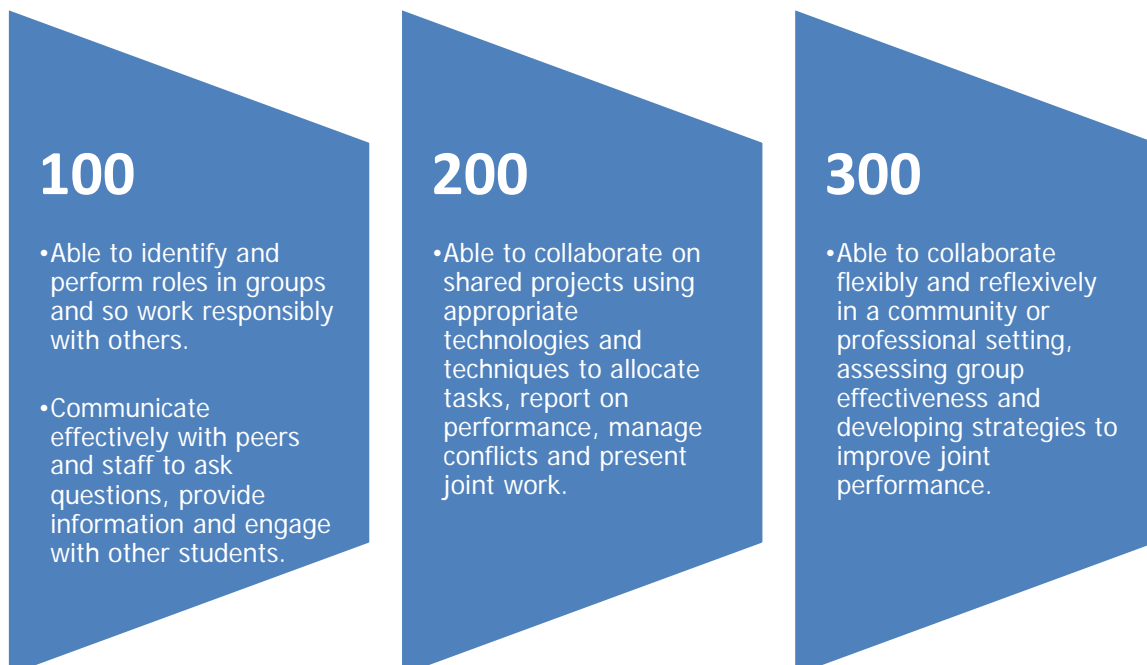 100
•Able to identify and
perform roles in groups
and so work responsibly
with others.
•Communicate
effectively with peers
and staff to ask
questions, provide
information and engage
with other students.
200
•Able to collaborate on
shared projects using
appropriate
technologies and
techniques to allocate
tasks, report on
performance, manage
conflicts and present
joint work.
300
•Able to collaborate
flexibly and reflexively
in a community or
professional setting,
assessing group
effectiveness and
developing strategies to
improve joint
performance.